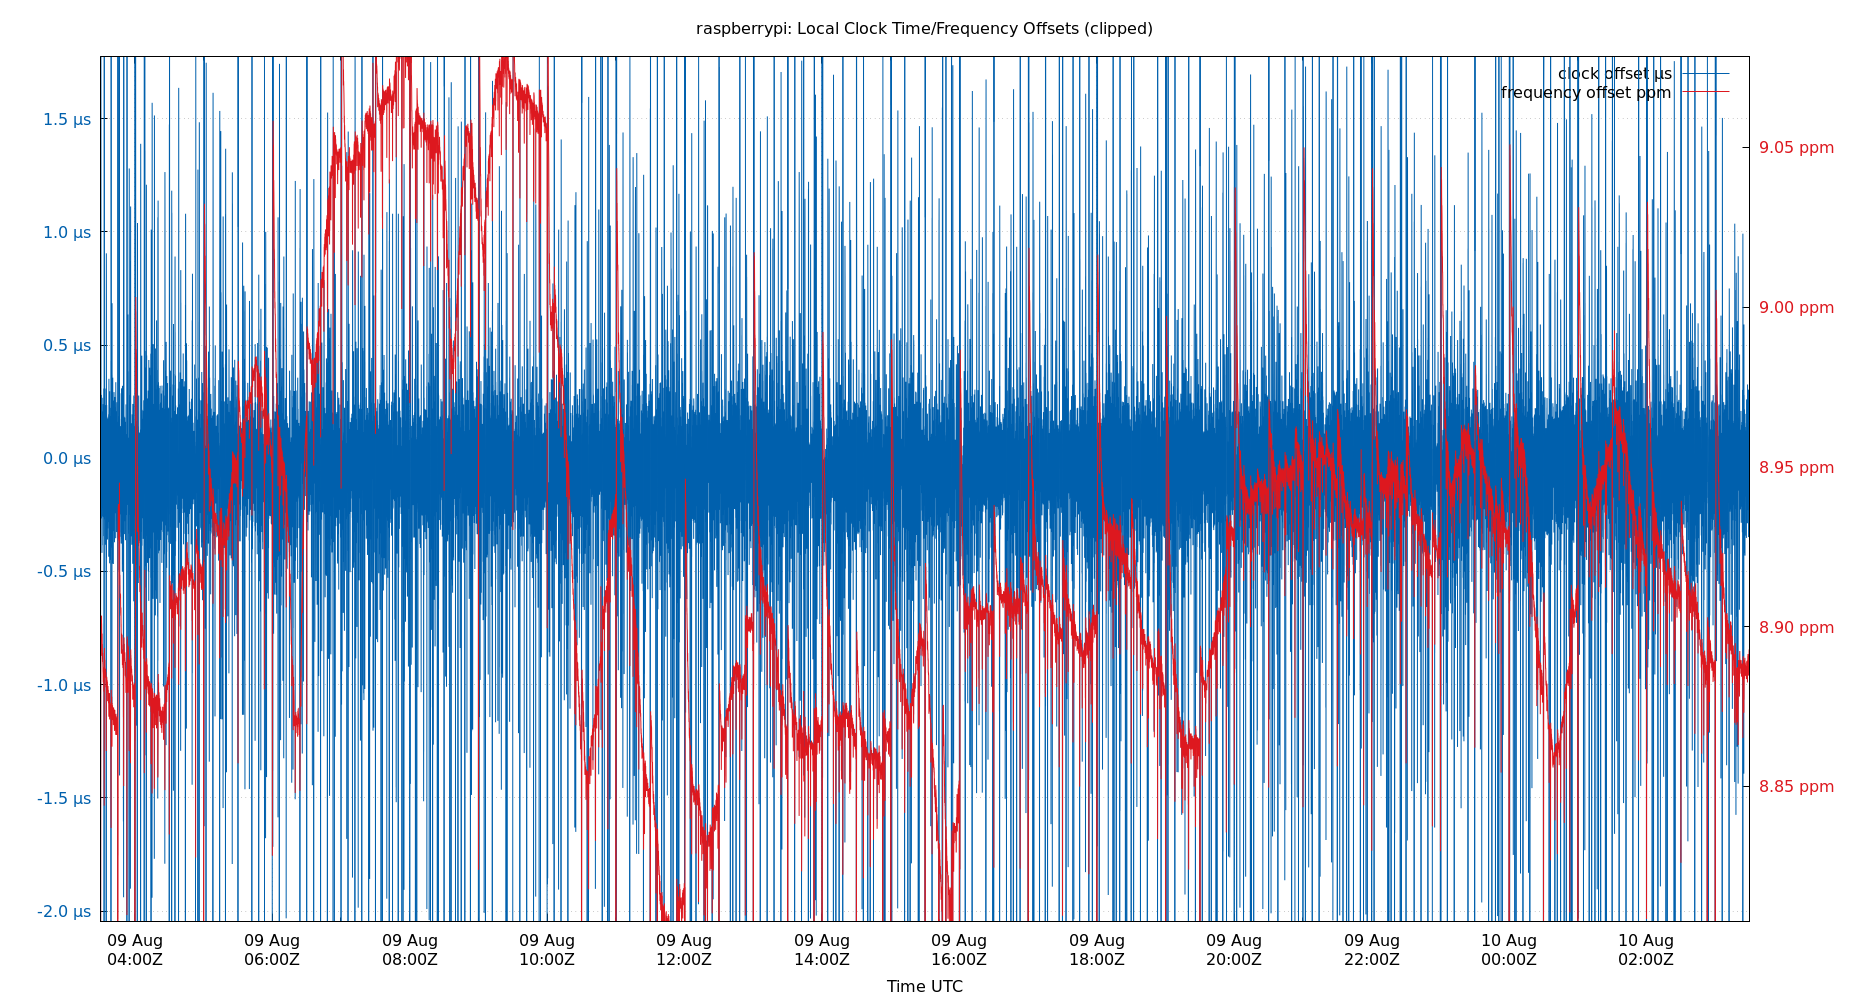 raspberrypi: Local Clock Time/Frequency Offsets (clipped)
clock offset μs
frequency offset ppm
1.5 μs
1.0 μs
0.5 μs
0.0 μs
-0.5 μs
-1.0 μs
-1.5 μs
-2.0 μs
9.05 ppm
9.00 ppm
8.95 ppm
8.90 ppm
8.85 ppm
09 Aug 09 Aug 09 Aug 09 Aug 09 Aug 09 Aug 09 Aug 09 Aug 09 Aug 09 Aug 10 Aug 10 Aug
04:00Z 06:00Z 08:00Z 10:00Z 12:00Z 14:00Z 16:00Z 18:00Z 20:00Z 22:00Z 00:00Z 02:00Z
Time UTC